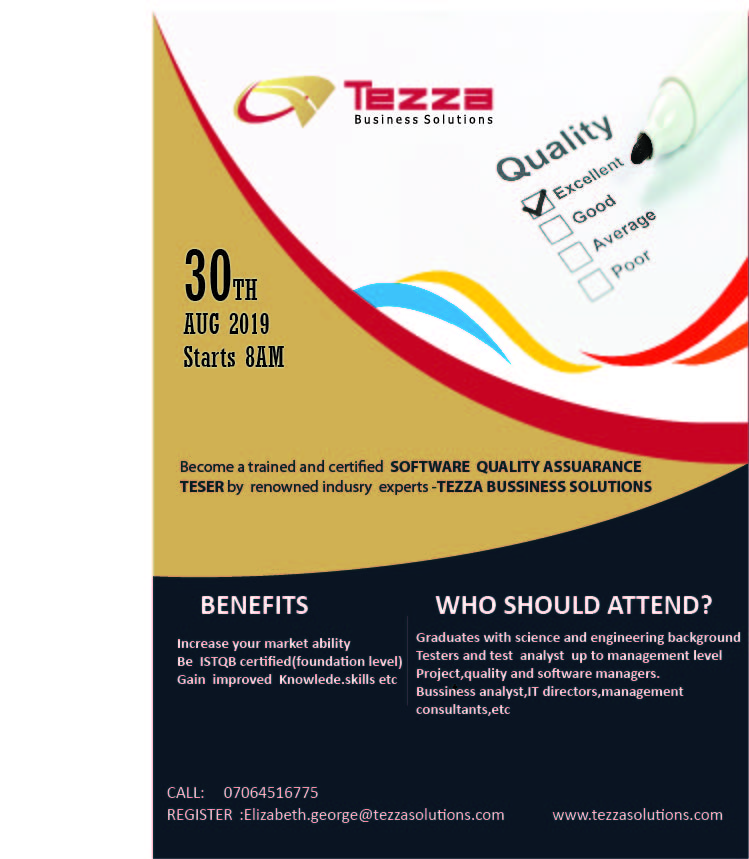 Tezza
Business Solutions
Quality
Excellent
Good
Average
Poor
30TH
AUG 2019
Starts 8AM
Become a trained and certified SOFTWARE QUALITY ASSUARANCE
TESER by renowned indusry experts -TEZZA BUSSINESS SOLUTIONS
BENEFITS
Increase your market ability
Be ISTQB certified(foundation level)
Gain improved Knowlede.skills etc
WHO SHOULD ATTEND?
Graduates with science and engineering background
Testers and test analyst up to management level
Project,quality and software managers.
Bussiness analyst,IT directors,management
consultants,etc
CALL: 07064516775
REGISTER :Elizabeth.george@tezzasolutions.com www.tezzasolutions.com